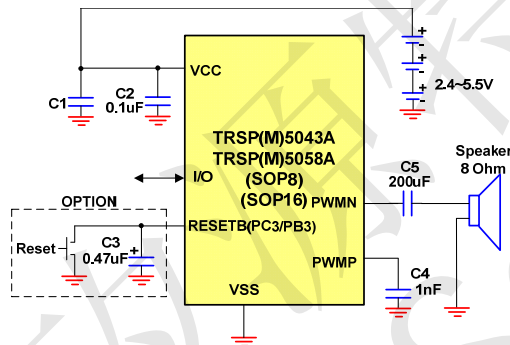 VCC
C1
C2
0.1uF
+
-
+
-
+
-
2.4~5.5V
TRSP(M)5043A
TRSP(M)5058A
(SOP8)
(SOP16)
I/O
OPTION
Reset
C3
+
0.47uF
RESETB(PC3/PB3)
PWMN
C5
200uF
Speaker
8 Ohm
PWMP
C4
1nF
VSS